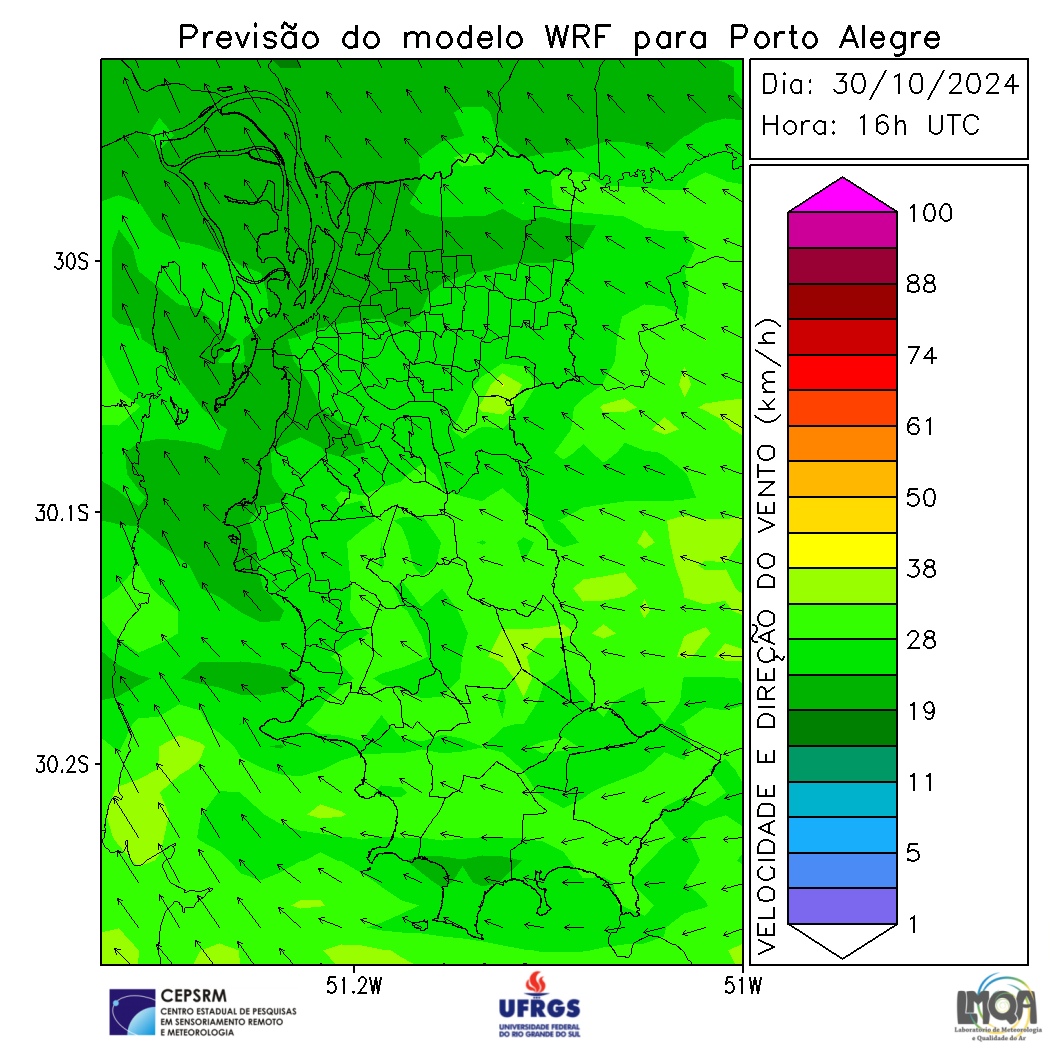 Previsão do modelo WRF para Porto Alegre
Dia: 30/10/2024
Hora: 16h UTC
30S
30.1S
30.2S
51.2W
51W
VELOCIDADE E DIREÇÃO DO VENTO (km/h)
100
88
74
61
50
38
28
19
11
5
1
CEPSRM
CENTRO ESTADUAL DE PESQUISAS
EM SENSORIAMENTO REMOTO
E METEOROLOGIA
UFRGS
UNIVERSIDADE FEDERAL
DO RIO GRANDE DO SUL
LMQA
Laboratório de Meteorologia
e Qualidade do Ar